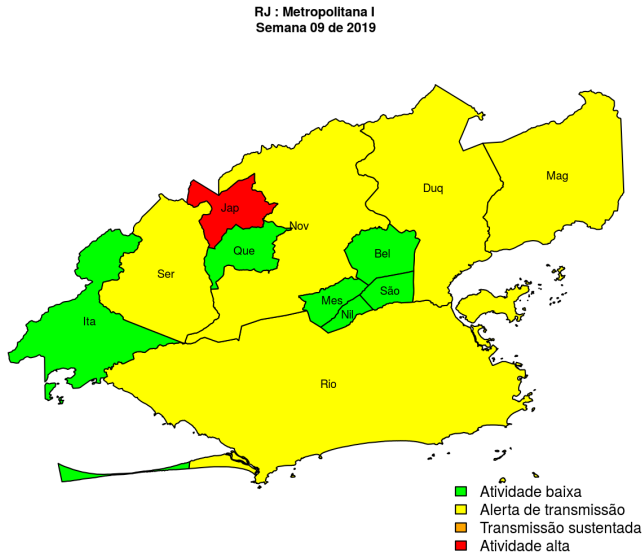 RJ : Metropolitana I
Semana 09 de 2019
Mag
Duq
Jap
Nov
Que
Bel
Ser
São
Mes
Nil
Ita
Rio
Atividade baixa
Alerta de transmissão
Transmissão sustentada
Atividade alta